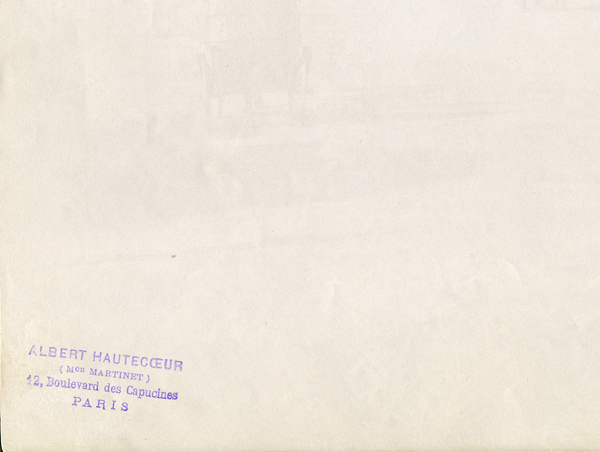 ALBERT HAUTECŒUR
(Mᴼᴺ MARTINET)
12, Boulevard des Capucines
PARIS